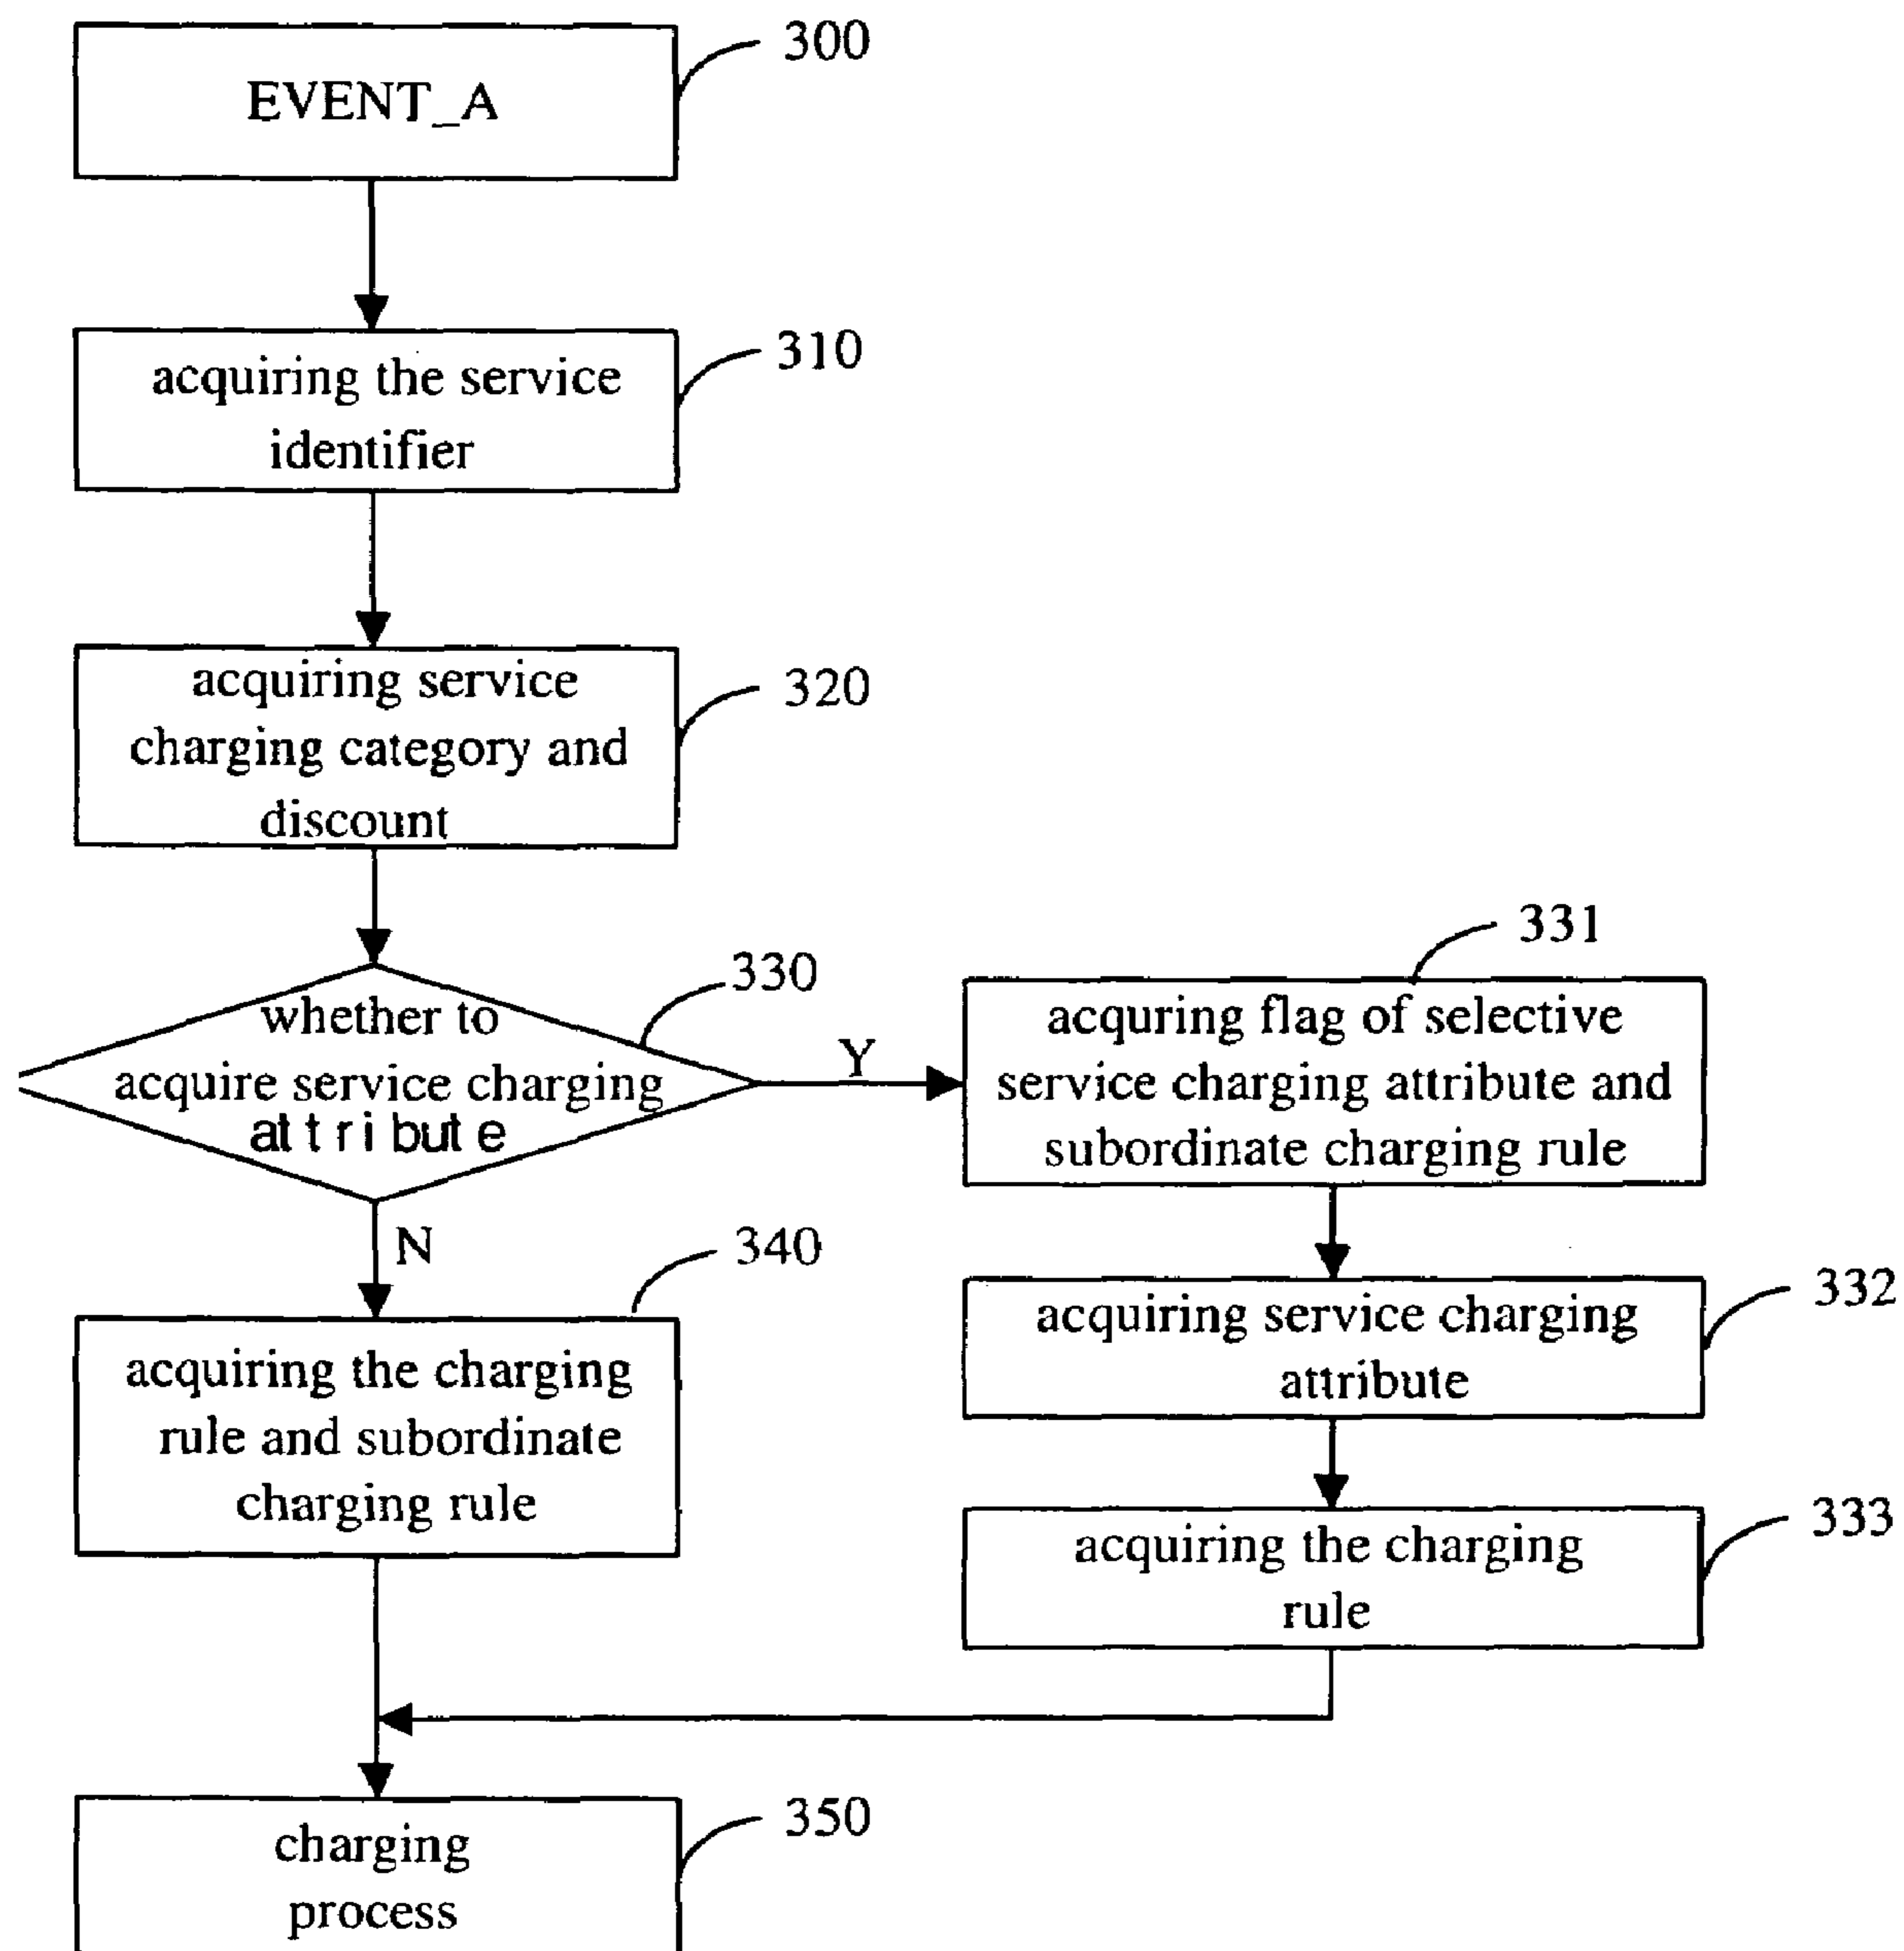 300
EVENT_A
310
acquiring the service
identifier
320
acquiring service
charging category and
discount
330
whether to
acquire service charging
attribute
Y
N
331
acquring flag of selective
service charging attribute and
subordinate charging rule
332
acquiring service charging
attribute
333
acquiring the charging
rule
340
acquiring the charging
rule and subordinate
charging rule
350
charging
process